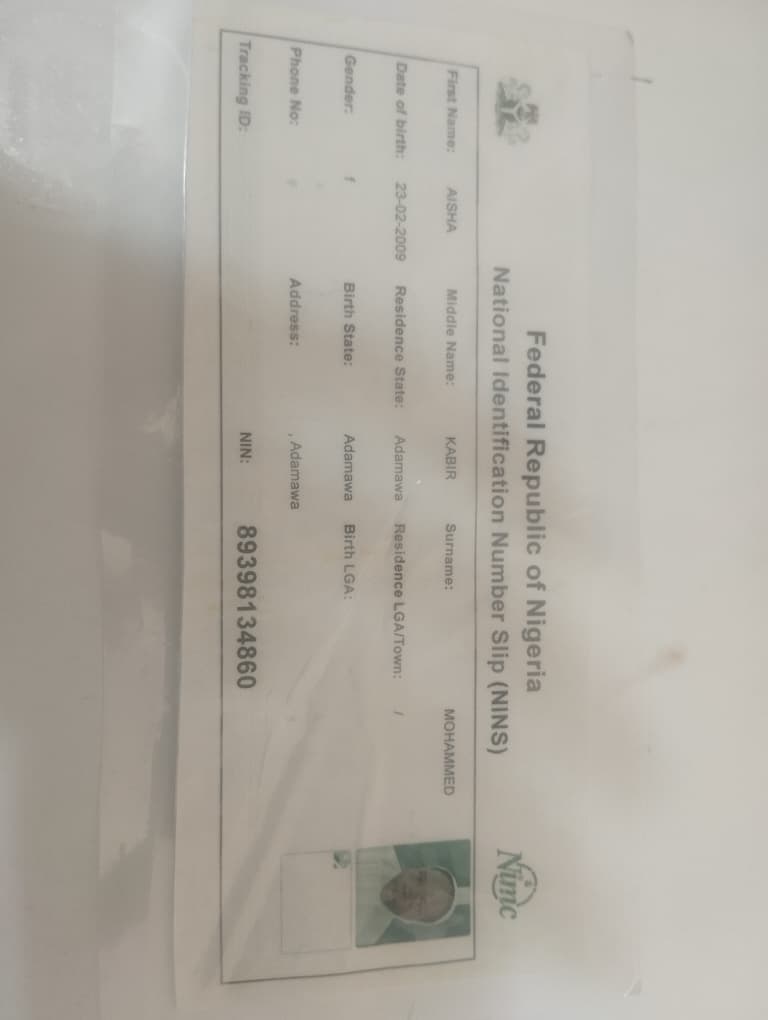 Federal Republic of Nigeria
National Identification Number Slip (NINS)
Nimc
First Name: AISHA Middle Name: KABIR Surname: MOHAMMED
Date of birth: 23-02-2009 Residence State: Adamawa Residence LGA/Town: /
Gender: f Birth State: Adamawa Birth LGA:
Phone No: Address: , Adamawa
Tracking ID: NIN: 89398134860